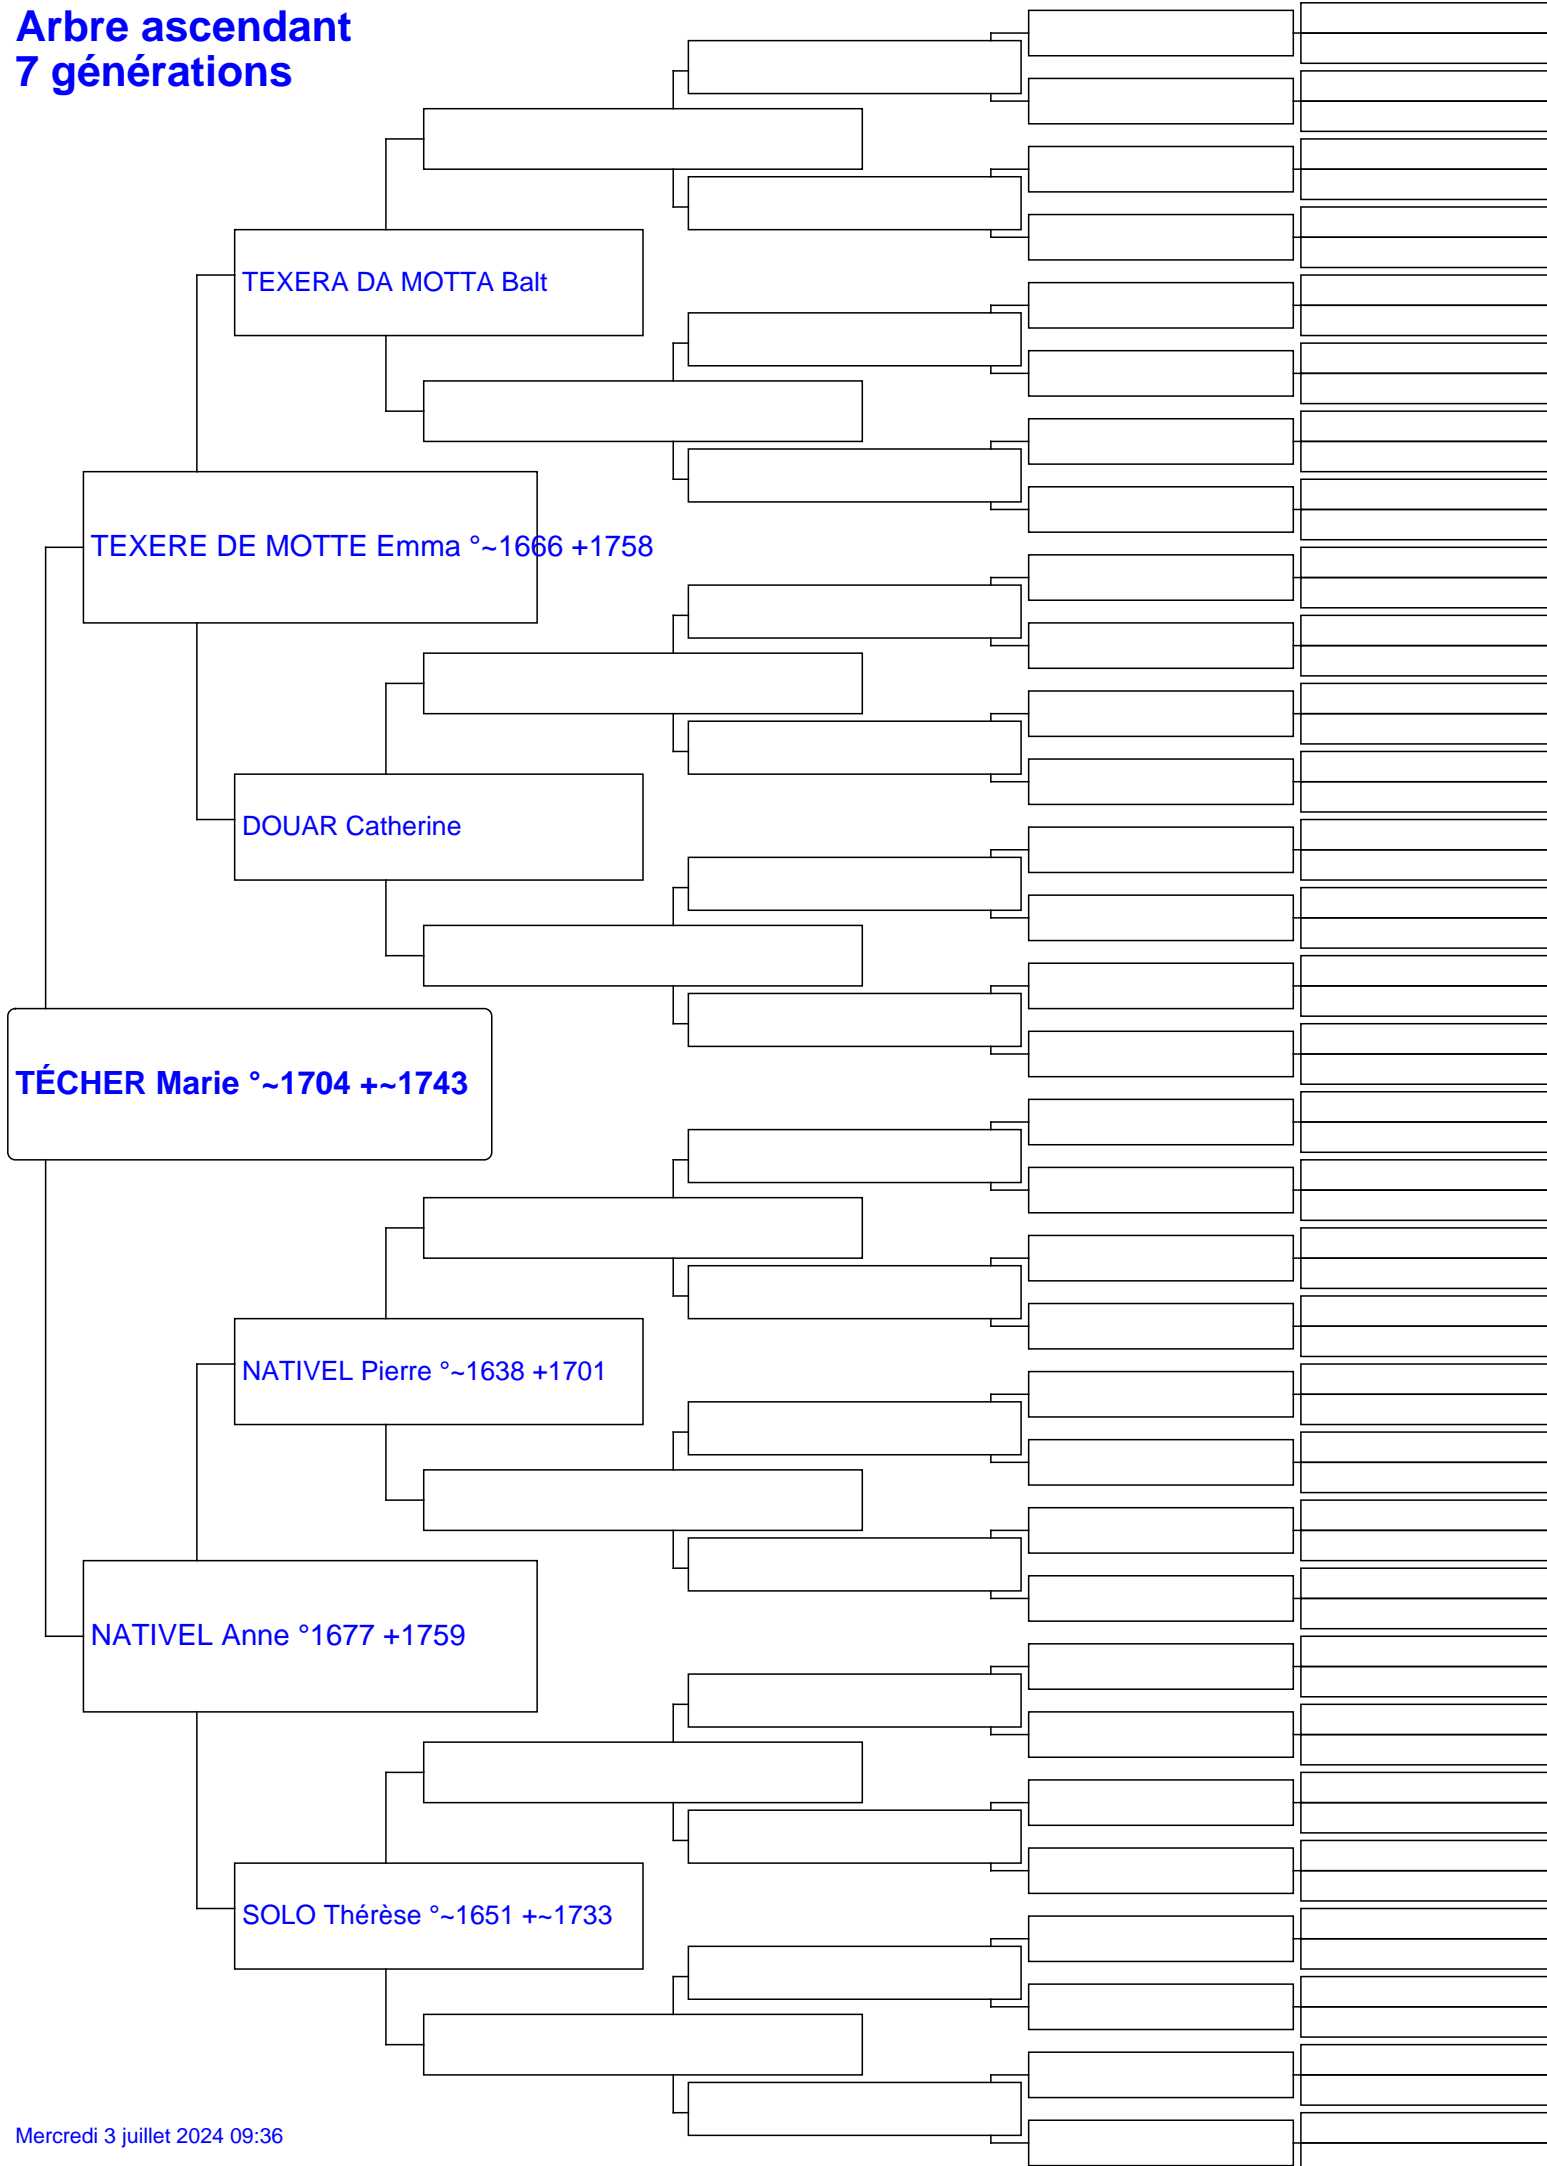 Arbre ascendant
7 générations
TEXERA DA MOTTA Balt
TEXERE DE MOTTE Emma °~1666 +1758
DOUAR Catherine
TÉCHER Marie °~1704 +~1743
NATIVEL Pierre °~1638 +1701
NATIVEL Anne °1677 +1759
SOLO Thérèse °~1651 +~1733
Mercredi 3 juillet 2024 09:36